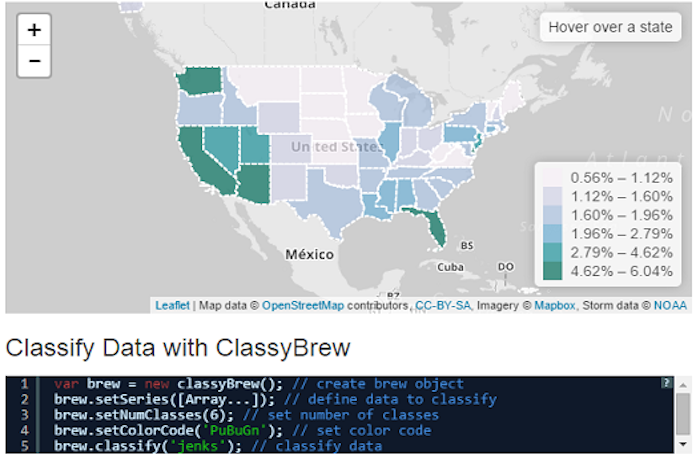 Canada
+
Hover over a state
−
No
United States
Atlant
0.56% – 1.12%
1.12% – 1.60%
1.60% – 1.96%
1.96% – 2.79%
2.79% – 4.62%
4.62% – 6.04%
México
BS
Cuba
DO
BZ
Leaflet | Map data © OpenStreetMap contributors, CC-BY-SA, Imagery © Mapbox, Storm data © NOAA
Classify Data with ClassyBrew
1 var brew = new classyBrew(); // create brew object
?
2 brew.setSeries([Array...]); // define data to classify
3 brew.setNumClasses(6); // set number of classes
4 brew.setColorCode('PuBuGn'); // set color code
5 brew.classify('jenks'); // classify data